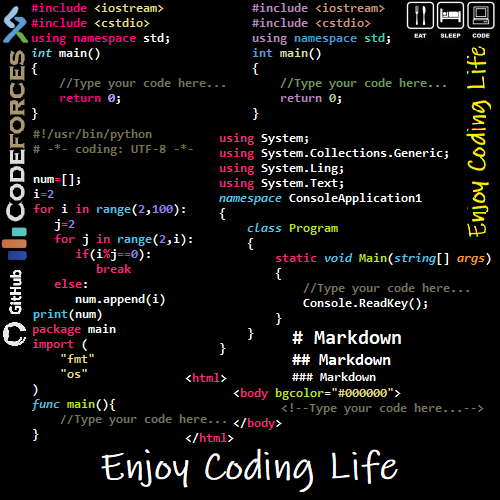 #include <iostream>
#include <cstdio>
using namespace std;
int main()
{
    //Type your code here...
    return 0;
}
#include <iostream>
#include <cstdio>
using namespace std;
int main()
{
    //Type your code here...
    return 0;
}
EAT SLEEP CODE
CODEFORCES
GitHub
Enjoy Coding Life
#!/usr/bin/python
# -*- coding: UTF-8 -*-
num=[];
i=2
for i in range(2,100):
    j=2
    for j in range(2,i):
        if(i%j==0):
            break
    else:
        num.append(i)
print(num)
package main
import (
    "fmt"
    "os"
)
func main(){
    //Type your code here...
}
using System;
using System.Collections.Generic;
using System.Ling;
using System.Text;
namespace ConsoleApplication1
{
    class Program
    {
        static void Main(string[] args)
        {
            //Type your code here...
            Console.ReadKey();
        }
    }
}
# Markdown
## Markdown
### Markdown
<html>
<body bgcolor="#000000">
<!--Type your code here...-->
</body>
</html>
Enjoy Coding Life